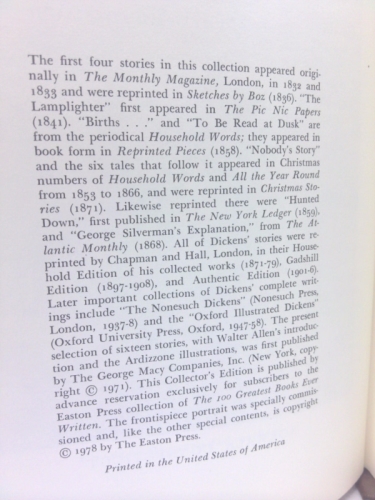 The first four stories in this collection appeared origi-
nally in The Monthly Magazine, London, in 1832 and
1833 and were reprinted in Sketches by Boz (1836). "The
Lamplighter" first appeared in The Pic Nic Papers
(1841). "Births . . ." and "To Be Read at Dusk" are
from the periodical Household Words; they appeared in
book form in Reprinted Pieces (1858). "Nobody's Story"
and the six tales that follow it appeared in Christmas
numbers of Household Words and All the Year Round
from 1853 to 1866, and were reprinted in Christmas Sto-
ries (1871). Likewise reprinted there were "Hunted
Down," first published in The New York Ledger (1859),
and "George Silverman's Explanation," from The At-
lantic Monthly (1868). All of Dickens' stories were re-
printed by Chapman and Hall, London, in their House-
hold Edition of his collected works (1871-79), Gadshill
Edition (1897-1908), and Authentic Edition (1901-6).
Later important collections of Dickens' complete writ-
ings include "The Nonesuch Dickens" (Nonesuch Press,
London, 1937-8) and the "Oxford Illustrated Dickens"
(Oxford University Press, Oxford, 1947-58). The present
selection of sixteen stories, with Walter Allen's introduc-
tion and the Ardizzone illustrations, was first published
by The George Macy Companies, Inc. (New York, copy-
right © 1971). This Collector's Edition is published by
advance reservation exclusively for subscribers to the
Easton Press collection of The 100 Greatest Books Ever
Written. The frontispiece portrait was specially commis-
sioned and, like the other special contents, is copyright
© 1978 by The Easton Press.
Printed in the United States of America